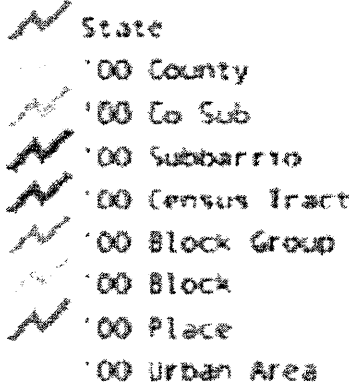 State
'00 County
'00 Co Sub
'00 Subbarrio
'00 Census Tract
'00 Block Group
'00 Block
'00 Place
'00 Urban Area